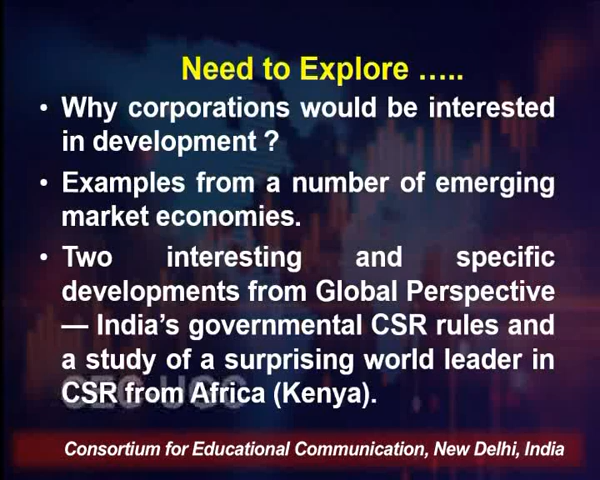 Need to Explore .....
• Why corporations would be interested
in development ?
• Examples from a number of emerging
market economies.
• Two interesting and specific
developments from Global Perspective
— India's governmental CSR rules and
a study of a surprising world leader in
CSR from Africa (Kenya).
CEC-UGC
Consortium for Educational Communication, New Delhi, India